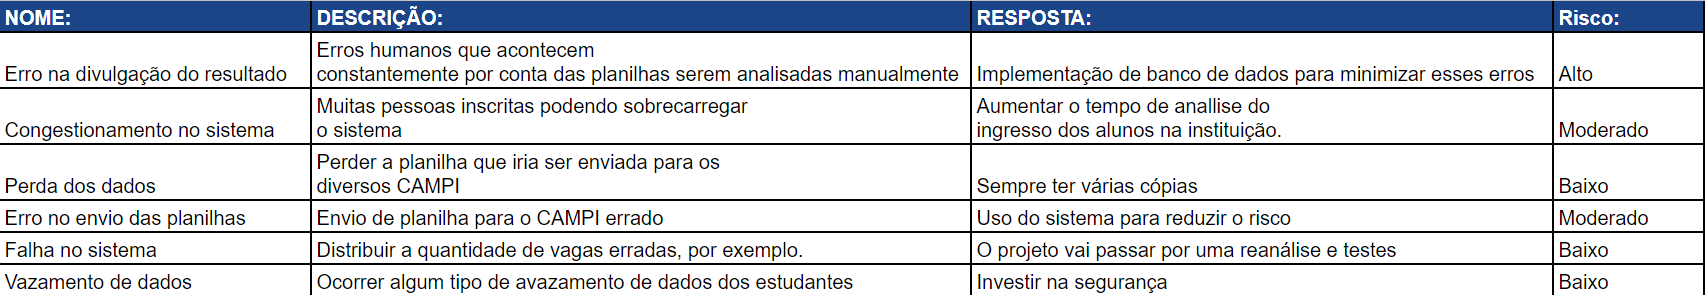 NOME: DESCRIÇÃO: RESPOSTA: Risco:
Erros humanos que acontecem
Erro na divulgação do resultado constantemente por conta das planilhas serem analisadas manualmente Implementação de banco de dados para minimizar esses erros Alto
Muitas pessoas inscritas podendo sobrecarregar Aumentar o tempo de anallise do
Congestionamento no sistema o sistema ingresso dos alunos na instituição. Moderado
Perder a planilha que iria ser enviada para os
Perda dos dados diversos CAMPI Sempre ter várias cópias Baixo
Erro no envio das planilhas Envio de planilha para o CAMPI errado Uso do sistema para reduzir o risco Moderado
Falha no sistema Distribuir a quantidade de vagas erradas, por exemplo. O projeto vai passar por uma reanálise e testes Baixo
Vazamento de dados Ocorrer algum tipo de avazamento de dados dos estudantes Investir na segurança Baixo